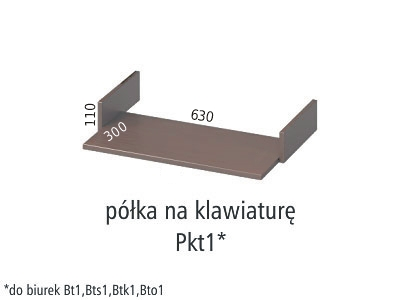 110
630
300
półka na klawiaturę
Pkt1*
*do biurek Bt1,Bts1,Btk1,Bto1